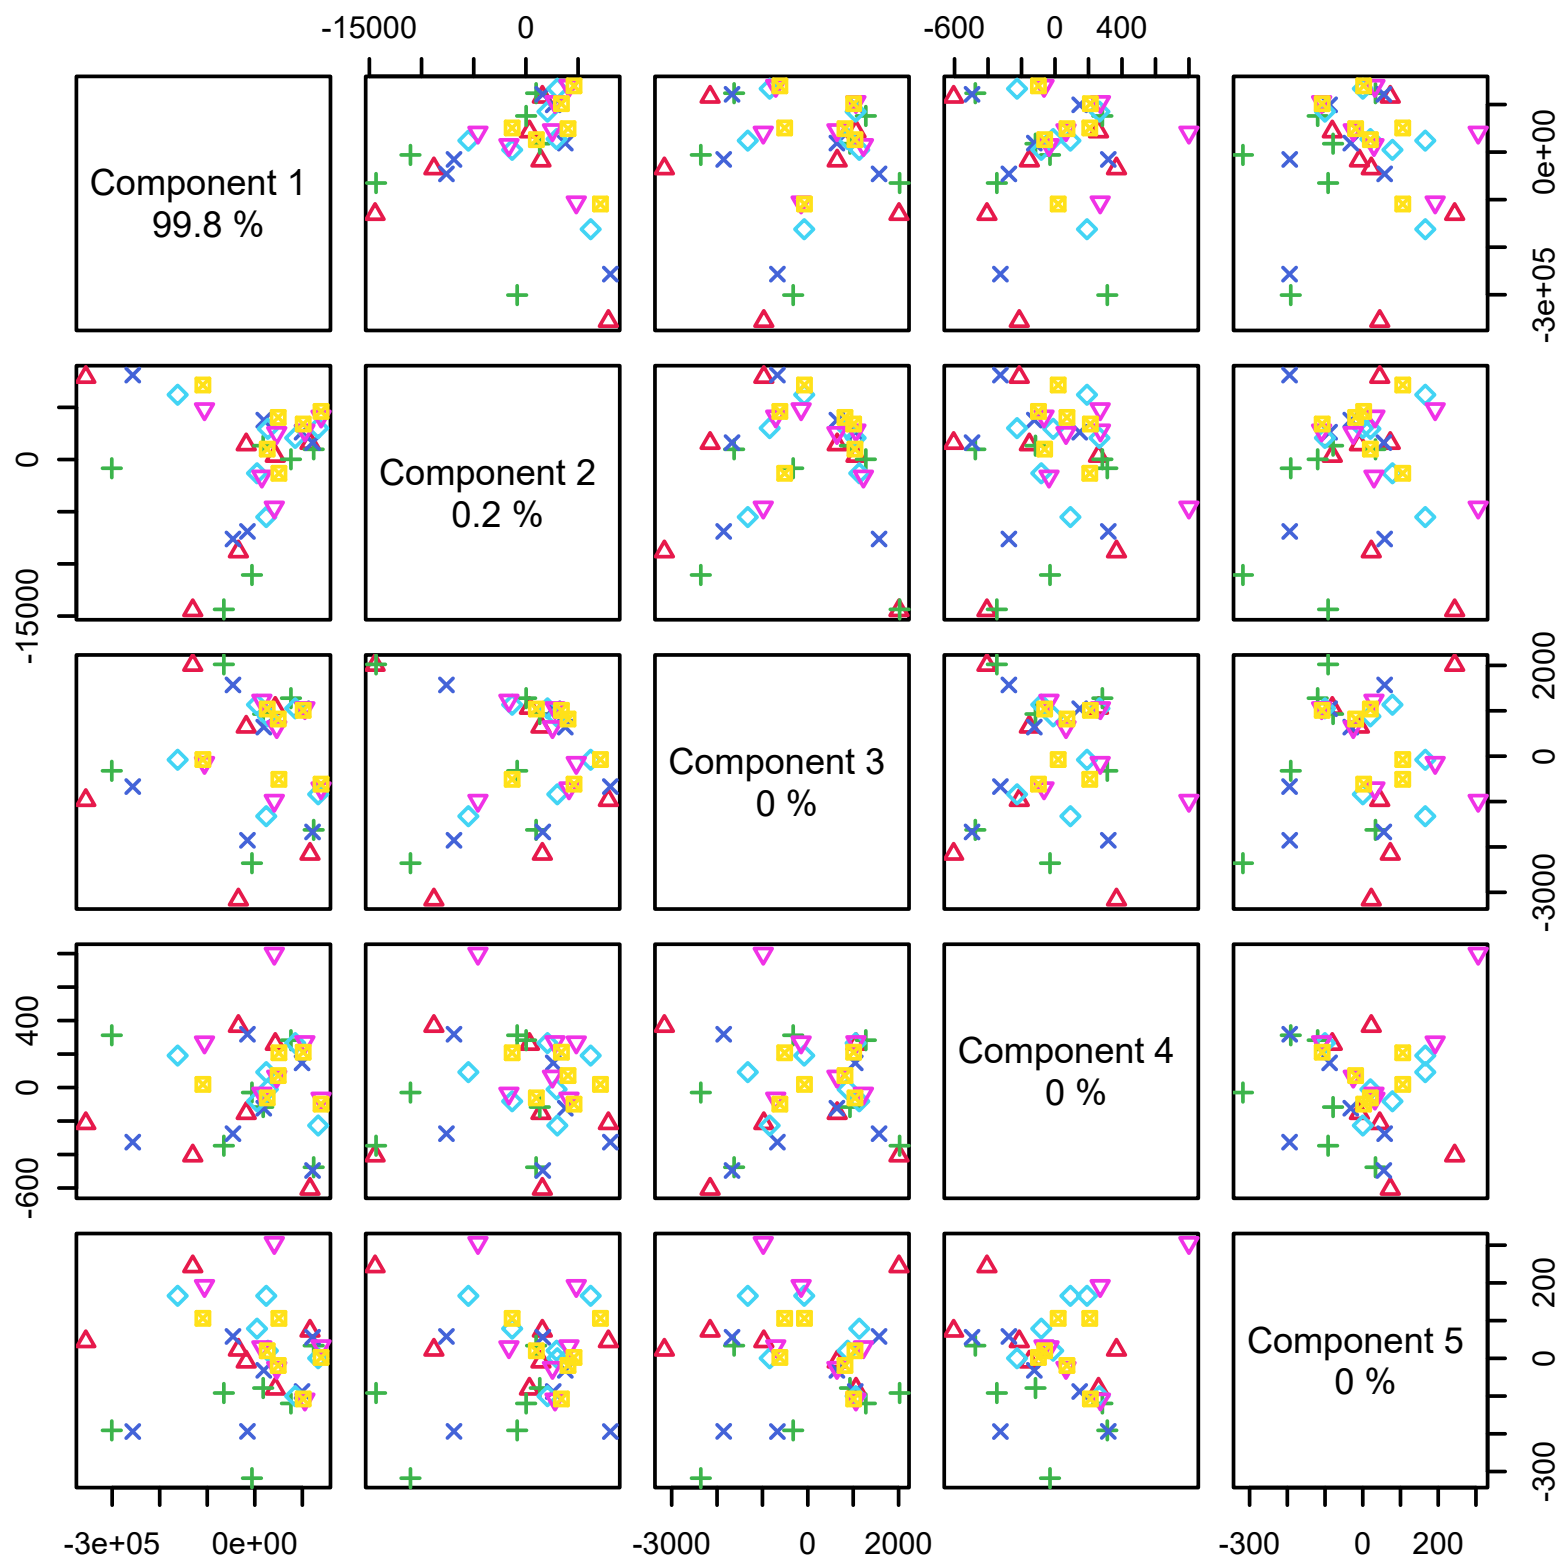 -15000 0 -600 0 400
Component 1
99.8 %
0e+00
-3e+05
0
-15000
Component 2
0.2 %
Component 3
0 %
2000
0
-3000
400
0
-600
Component 4
0 %
Component 5
0 %
200
0
-300
-3e+05 0e+00 -3000 0 2000 -300 0 200